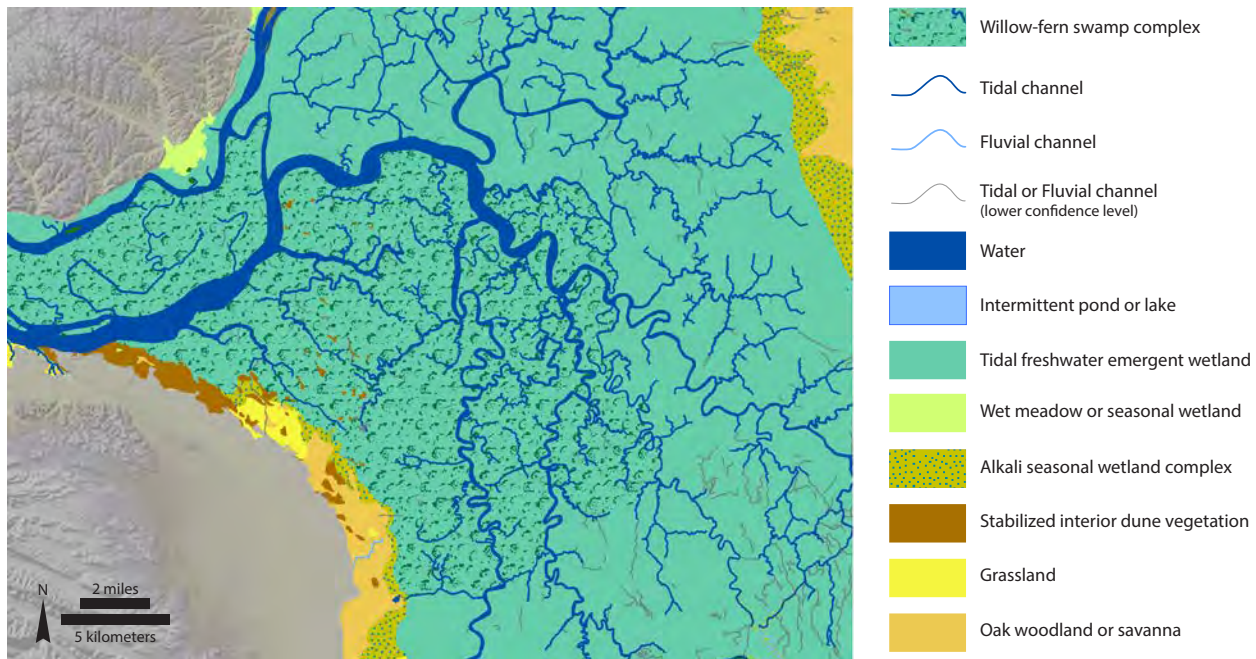 Willow-fern swamp complex
Tidal channel
Fluvial channel
Tidal or Fluvial channel
(lower confidence level)
Water
Intermittent pond or lake
Tidal freshwater emergent wetland
Wet meadow or seasonal wetland
Alkali seasonal wetland complex
Stabilized interior dune vegetation
Grassland
Oak woodland or savanna
N
2 miles
5 kilometers